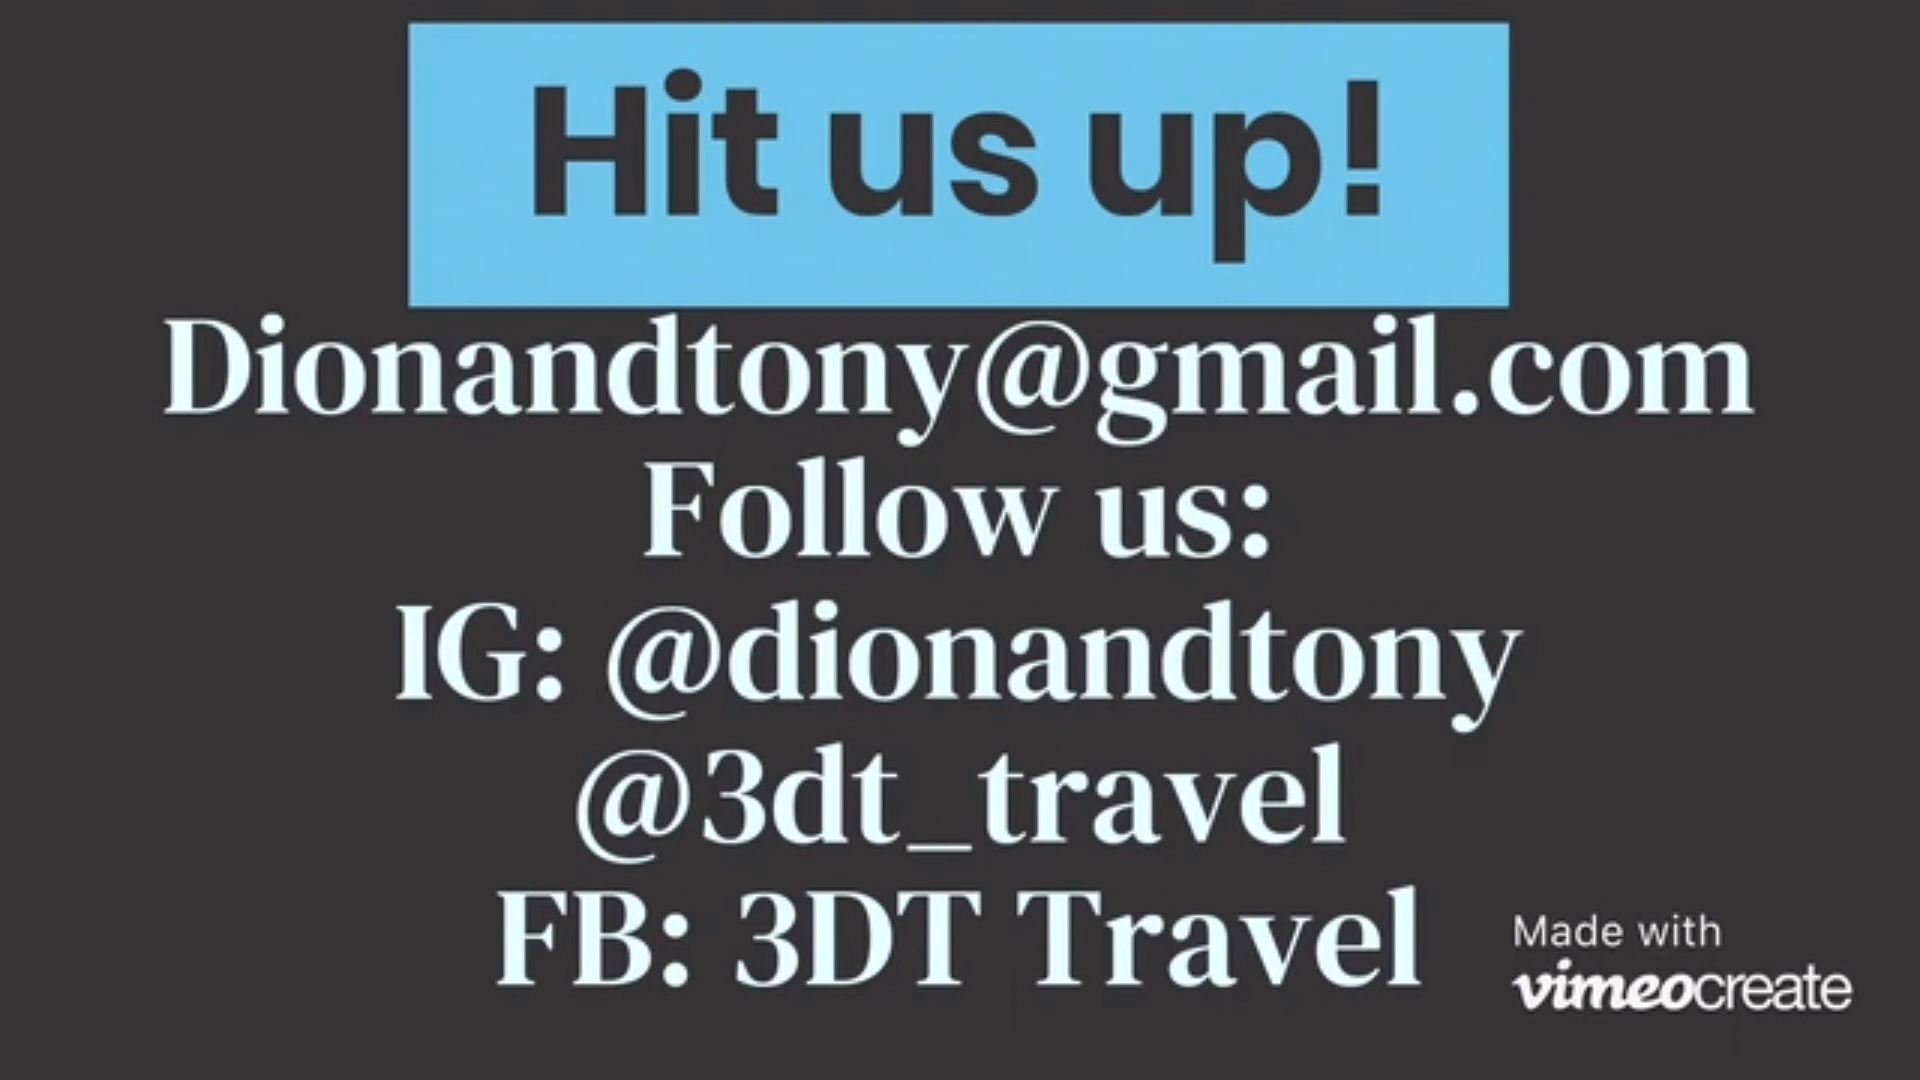 Hit us up!
Dionandtony@gmail.com
Follow us:
IG: @dionandtony
@3dt_travel
FB: 3DT Travel
Made with
vimeocreate